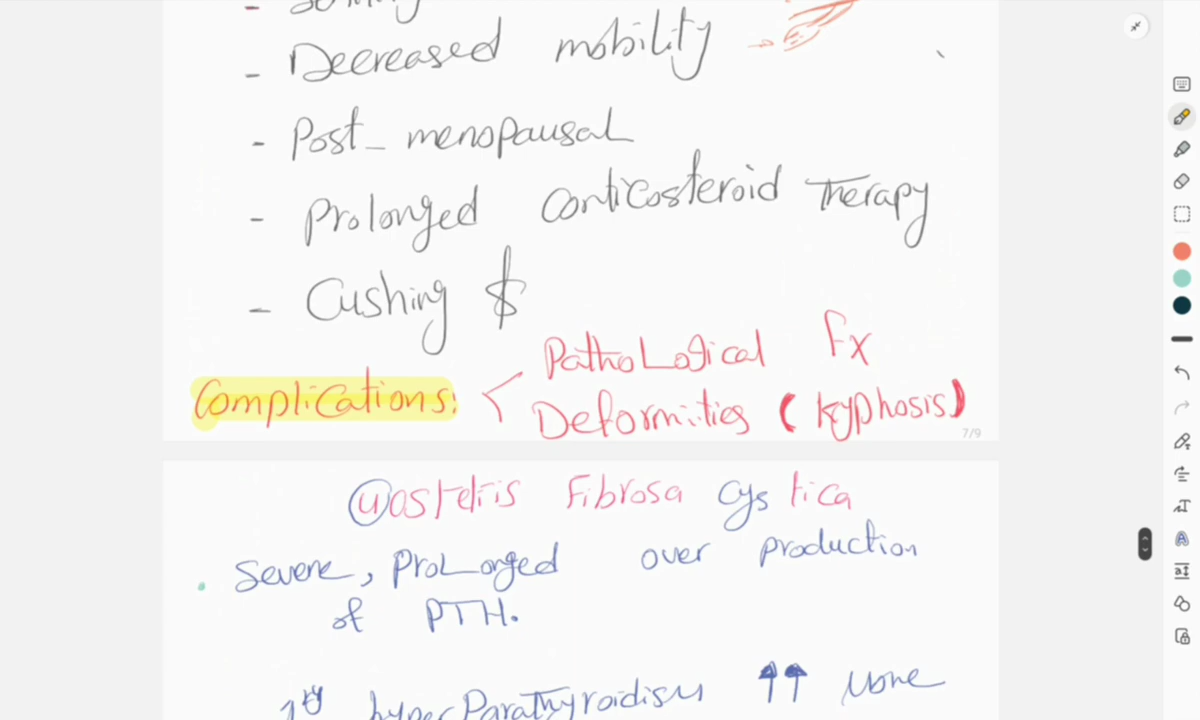 - Decreased mobility →
- Post_menopausal
- Prolonged corticosteroid Therapy
- Cushing $
Complications: < Pathological Fx
Deformities (kyphosis)
7/9
④ osteitis Fibrosa cystica
. Severe, Prolonged over production
of PTH.
1ry hyperParathyroidism ↑↑ more